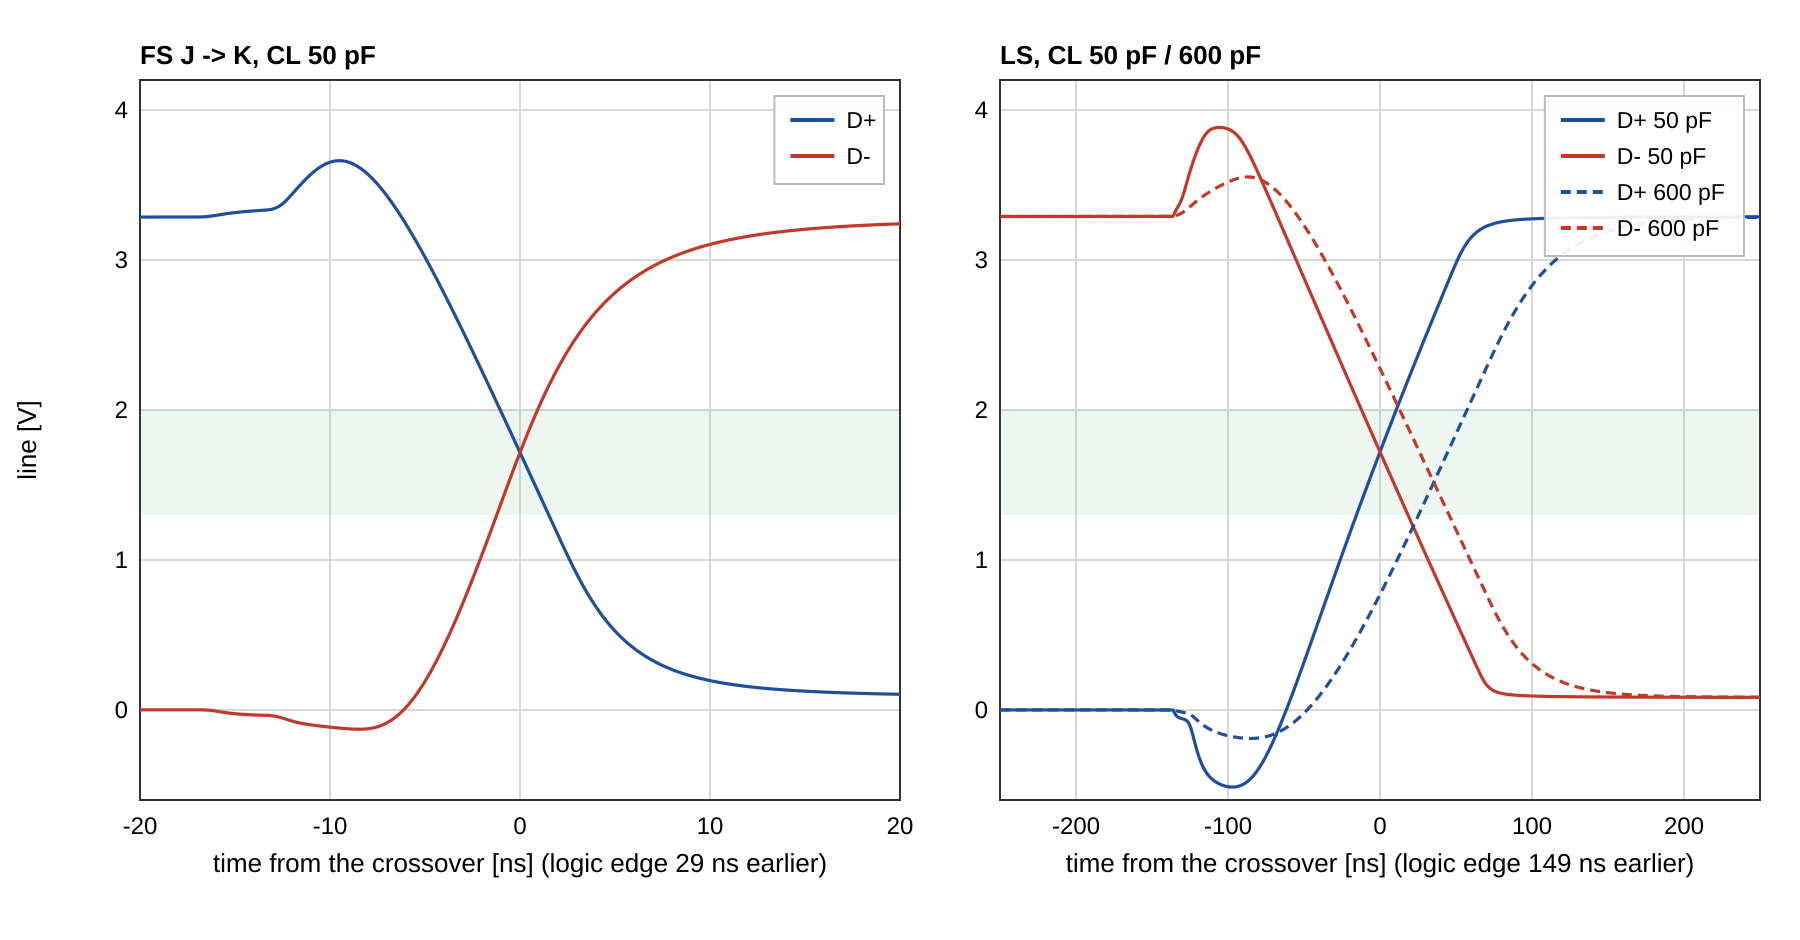 FS J -> K, CL 50 pF
LS, CL 50 pF / 600 pF
line [V]
4
3
2
1
0
-20
-10
0
10
20
time from the crossover [ns] (logic edge 29 ns earlier)
D+
D-
4
3
2
1
0
-200
-100
0
100
200
time from the crossover [ns] (logic edge 149 ns earlier)
D+ 50 pF
D- 50 pF
D+ 600 pF
D- 600 pF